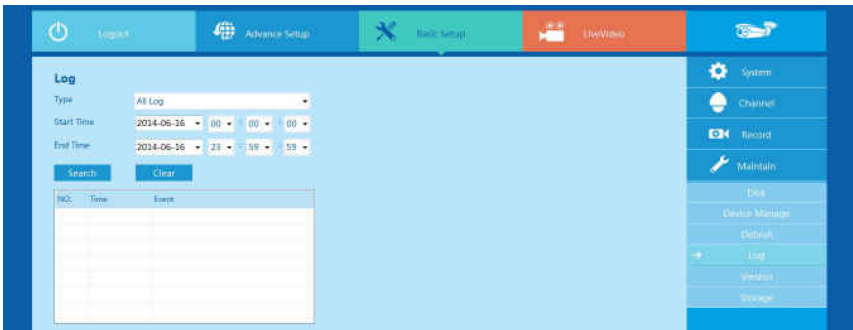 Logout
Advance Setup
Basic Setup
LiveVideo
Log
Type
All Log
Start Time
2014-06-16 00 : 00 : 00
End Time
2014-06-16 23 : 59 : 59
Search
Clear
NO. Time Event
System
Channel
Record
Maintain
Disk
Device Manage
Default
Log
Version
Storage